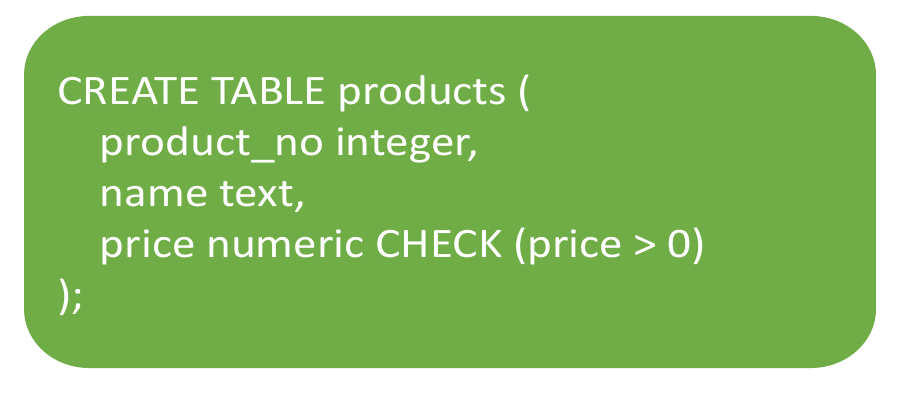 CREATE TABLE products (
    product_no integer,
    name text,
    price numeric CHECK (price > 0)
);